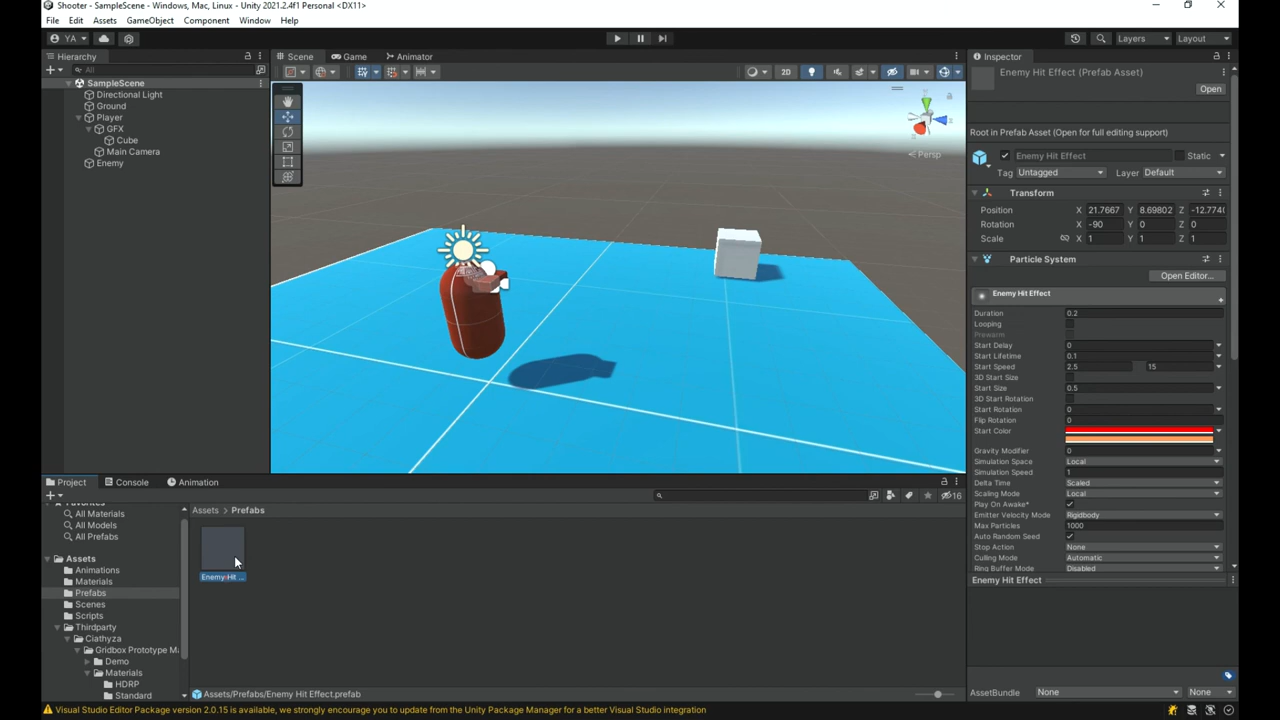 Shooter - SampleScene - Windows, Mac, Linux - Unity 2021.2.4f1 Personal <DX11>
File Edit Assets GameObject Component Window Help
YA Layers Layout
Hierarchy Scene Game Animator Inspector
All
SampleScene
Directional Light
Ground
Player
GFX
Cube
Main Camera
Enemy
2D
y
Persp
Enemy Hit Effect (Prefab Asset)
Open
Root in Prefab Asset (Open for full editing support)
Enemy Hit Effect Static
Tag Untagged Layer Default
Transform
Position X 21.7667 Y 8.69802 Z -12.7740
Rotation X -90 Y 0 Z 0
Scale X 1 Y 1 Z 1
Particle System
Open Editor...
Enemy Hit Effect
Duration 0.2
Looping
Prewarm
Start Delay 0
Start Lifetime 0.1
Start Speed 2.5 15
3D Start Size
Start Size 0.5
3D Start Rotation
Start Rotation 0
Flip Rotation 0
Start Color
Gravity Modifier 0
Simulation Space Local
Simulation Speed 1
Delta Time Scaled
Scaling Mode Local
Play On Awake*
Emitter Velocity Mode Rigidbody
Max Particles 1000
Auto Random Seed
Stop Action None
Culling Mode Automatic
Ring Buffer Mode Disabled
Enemy Hit Effect
AssetBundle None None
Project Console Animation
16
Favorites
All Materials
All Models
All Prefabs
Assets
Animations
Materials
Prefabs
Scenes
Scripts
Thirdparty
Ciathyza
Gridbox Prototype Ma
Demo
Materials
HDRP
Standard
Assets > Prefabs
Enemy Hit ...
Assets/Prefabs/Enemy Hit Effect.prefab
Visual Studio Editor Package version 2.0.15 is available, we strongly encourage you to update from the Unity Package Manager for a better Visual Studio integration